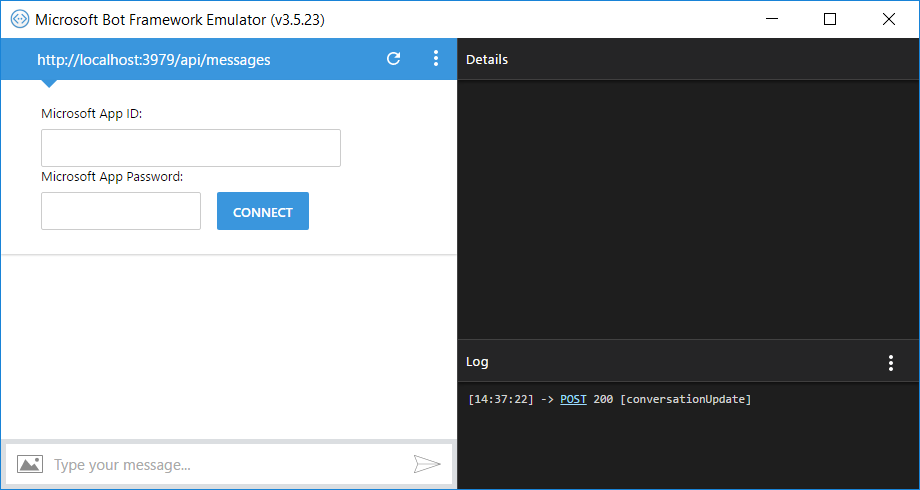 Microsoft Bot Framework Emulator (v3.5.23)
http://localhost:3979/api/messages
Microsoft App ID:
Microsoft App Password:
CONNECT
Type your message...
Details
Log
[14:37:22] -> POST 200 [conversationUpdate]